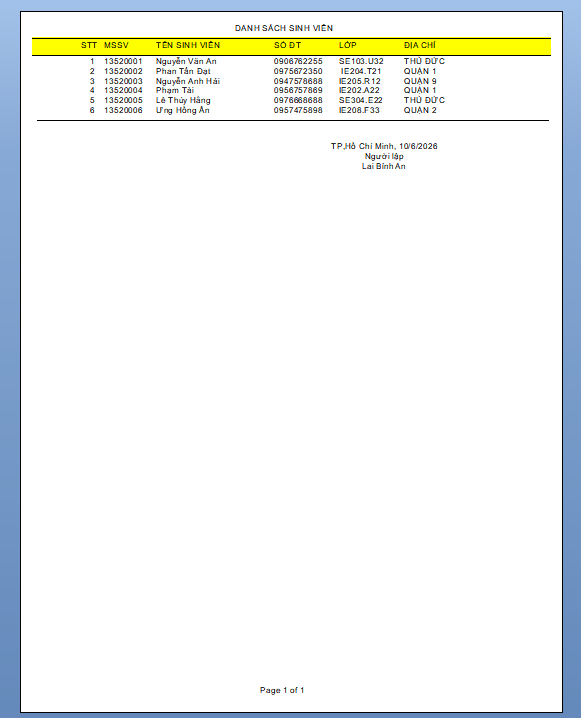 DANH SÁCH SINH VIÊN
STT MSSV TÊN SINH VIÊN SỐ ĐT LỚP ĐỊA CHỈ
1 13520001 Nguyễn Văn An 0906762255 SE103.U32 THỦ ĐỨC
2 13520002 Phan Tấn Đạt 0975672350 IE204.T21 QUẬN 1
3 13520003 Nguyễn Anh Hải 0947578688 IE205.R12 QUẬN 9
4 13520004 Phạm Tài 0956757869 IE202.A22 QUẬN 1
5 13520005 Lê Thúy Hằng 0976668688 SE304.E22 THỦ ĐỨC
6 13520006 Ưng Hồng Ân 0957475898 IE208.F33 QUẬN 2
TP.Hồ Chí Minh, 10/6/2026
Người lập
Lai Bỉnh An
Page 1 of 1